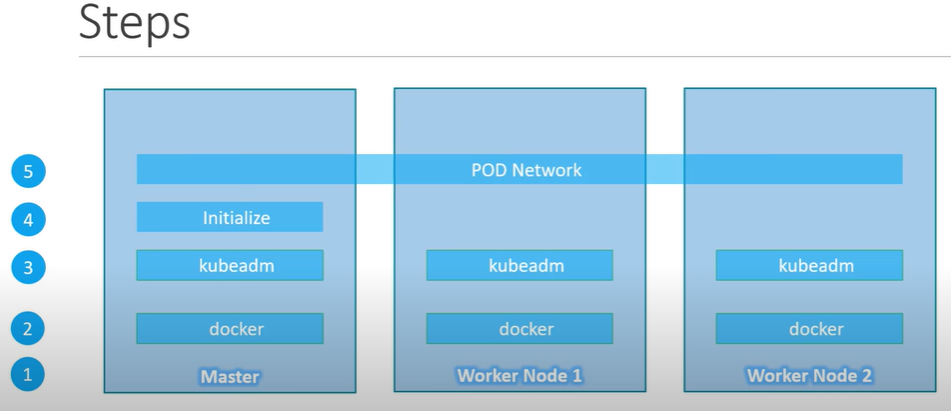 Steps
5
POD Network
4
Initialize
3
kubeadm
kubeadm
kubeadm
2
docker
docker
docker
1
Master
Worker Node 1
Worker Node 2